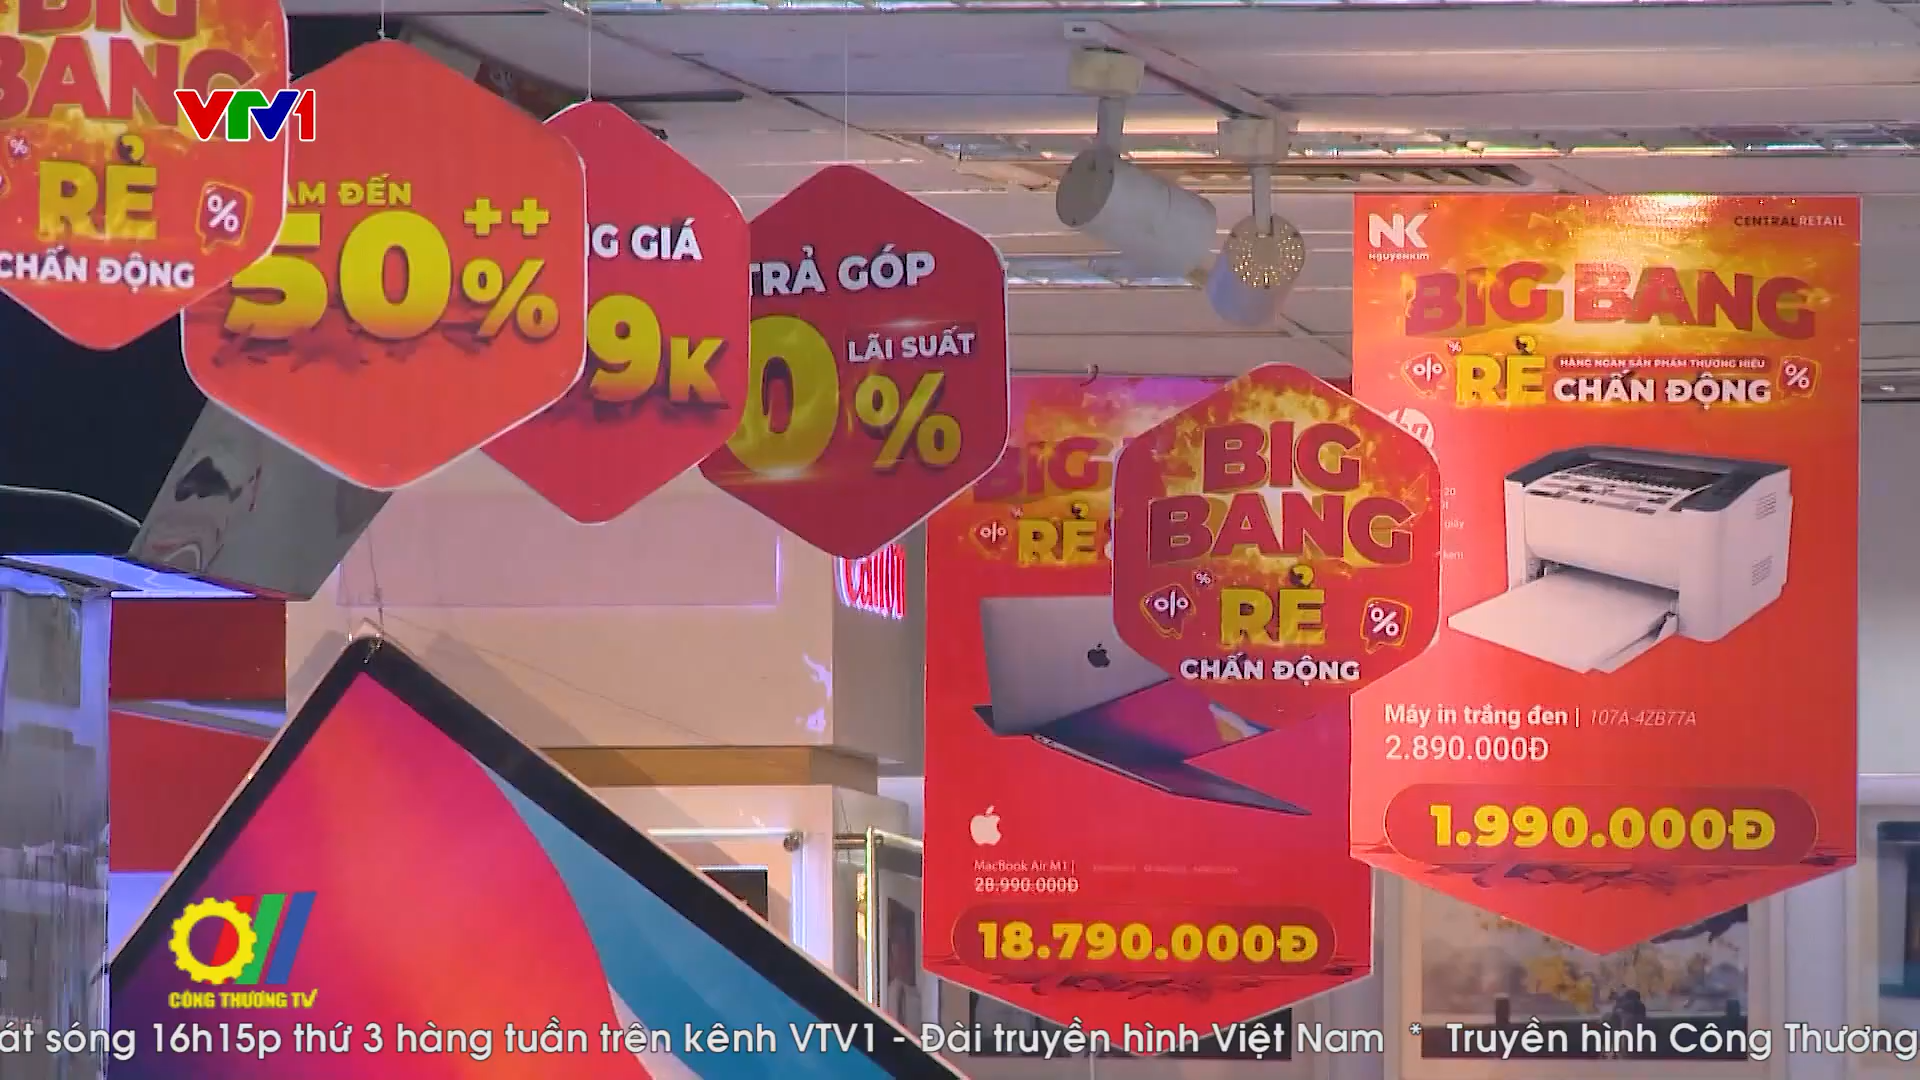 BIG
BANG
RẺ
%
CHẤN ĐỘNG
VTV1
ĐẾN
50%++
GIÁ
9K
TRẢ GÓP
0%
LÃI SUẤT
NK
NGUYENKIM
CENTRAL RETAIL
BIG BANG
RẺ
HÀNG NGÀN SẢN PHẨM THƯƠNG HIỆU
CHẤN ĐỘNG
%
%
hp
Máy in trắng đen | 107A-4ZB77A
2.890.000Đ
1.990.000Đ
BIG
RẺ
%
BIG
BANG
RẺ
%
%
%
CHẤN ĐỘNG
Canon
MacBook Air M1 |
28.990.000Đ
18.790.000Đ
CÔNG THƯƠNG TV
át sóng 16h15p thứ 3 hàng tuần trên kênh VTV1 - Đài truyền hình Việt Nam * Truyền hình Công Thương